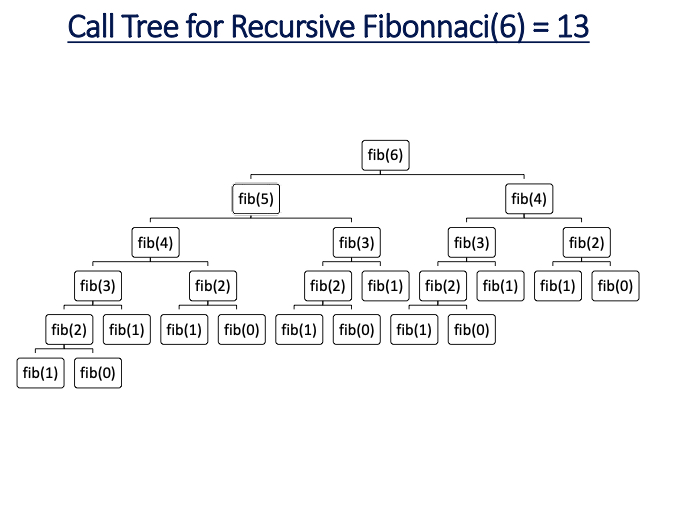 Call Tree for Recursive Fibonnaci(6) = 13
fib(6)
fib(5) fib(4)
fib(4) fib(3) fib(3) fib(2)
fib(3) fib(2) fib(2) fib(1) fib(2) fib(1) fib(1) fib(0)
fib(2) fib(1) fib(1) fib(0) fib(1) fib(0) fib(1) fib(0)
fib(1) fib(0)